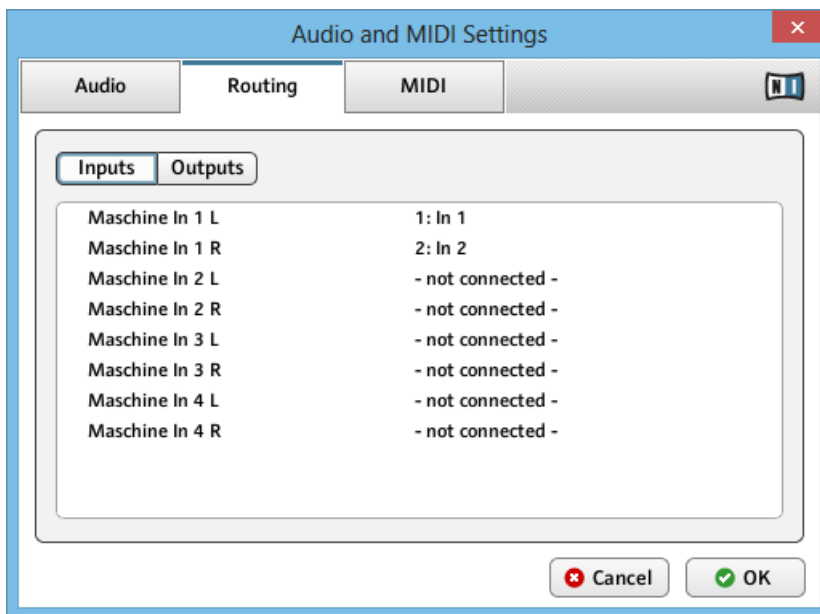 Audio and MIDI Settings
Audio Routing MIDI NI
Inputs Outputs
Maschine In 1 L 1: In 1
Maschine In 1 R 2: In 2
Maschine In 2 L - not connected -
Maschine In 2 R - not connected -
Maschine In 3 L - not connected -
Maschine In 3 R - not connected -
Maschine In 4 L - not connected -
Maschine In 4 R - not connected -
Cancel OK